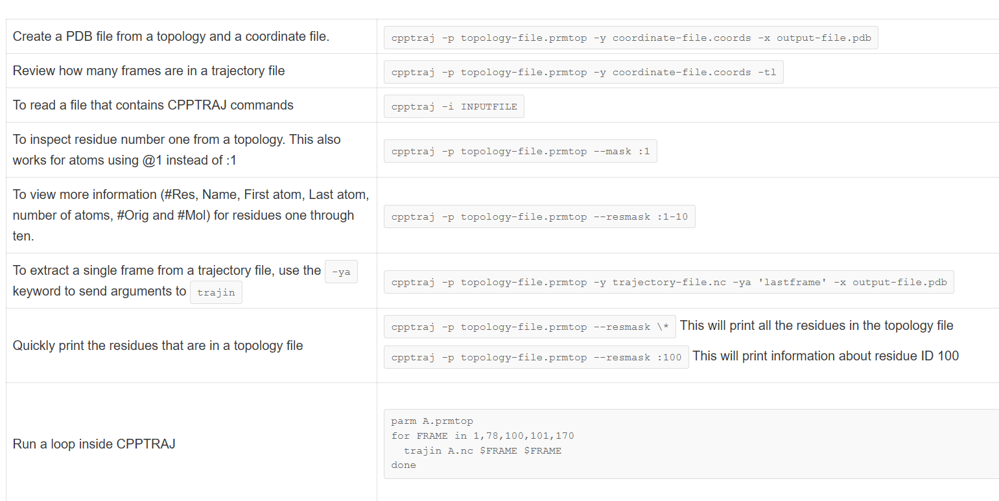 Create a PDB file from a topology and a coordinate file.
cpptraj -p topology-file.prmtop -y coordinate-file.coords -x output-file.pdb
Review how many frames are in a trajectory file
cpptraj -p topology-file.prmtop -y coordinate-file.coords -tl
To read a file that contains CPPTRAJ commands
cpptraj -i INPUTFILE
To inspect residue number one from a topology. This also
works for atoms using @1 instead of :1
cpptraj -p topology-file.prmtop --mask :1
To view more information (#Res, Name, First atom, Last atom,
number of atoms, #Orig and #Mol) for residues one through
ten.
cpptraj -p topology-file.prmtop --resmask :1-10
To extract a single frame from a trajectory file, use the -ya
keyword to send arguments to trajin
cpptraj -p topology-file.prmtop -y trajectory-file.nc -ya 'lastframe' -x output-file.pdb
Quickly print the residues that are in a topology file
cpptraj -p topology-file.prmtop --resmask \* This will print all the residues in the topology file
cpptraj -p topology-file.prmtop --resmask :100 This will print information about residue ID 100
Run a loop inside CPPTRAJ
parm A.prmtop
for FRAME in 1,78,100,101,170
  trajin A.nc $FRAME $FRAME
done